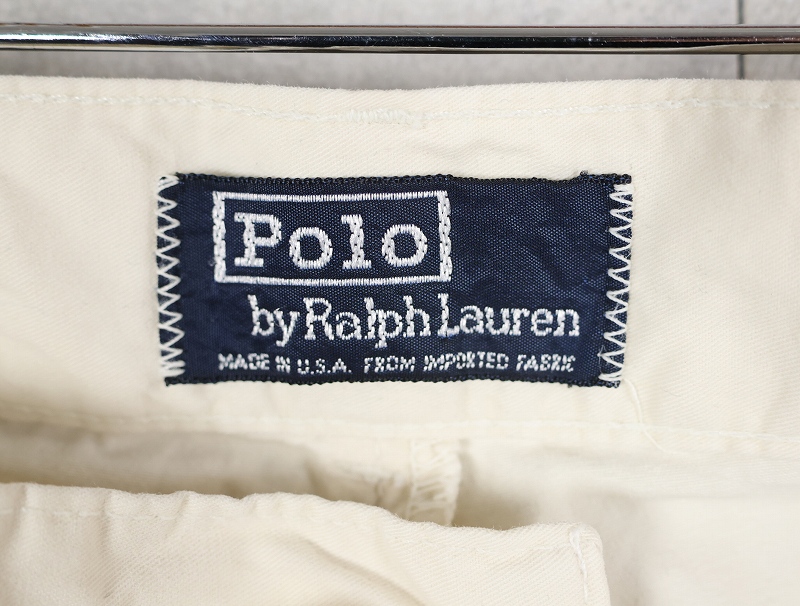 Polo
by Ralph Lauren
MADE IN U.S.A. FROM IMPORTED FABRIC